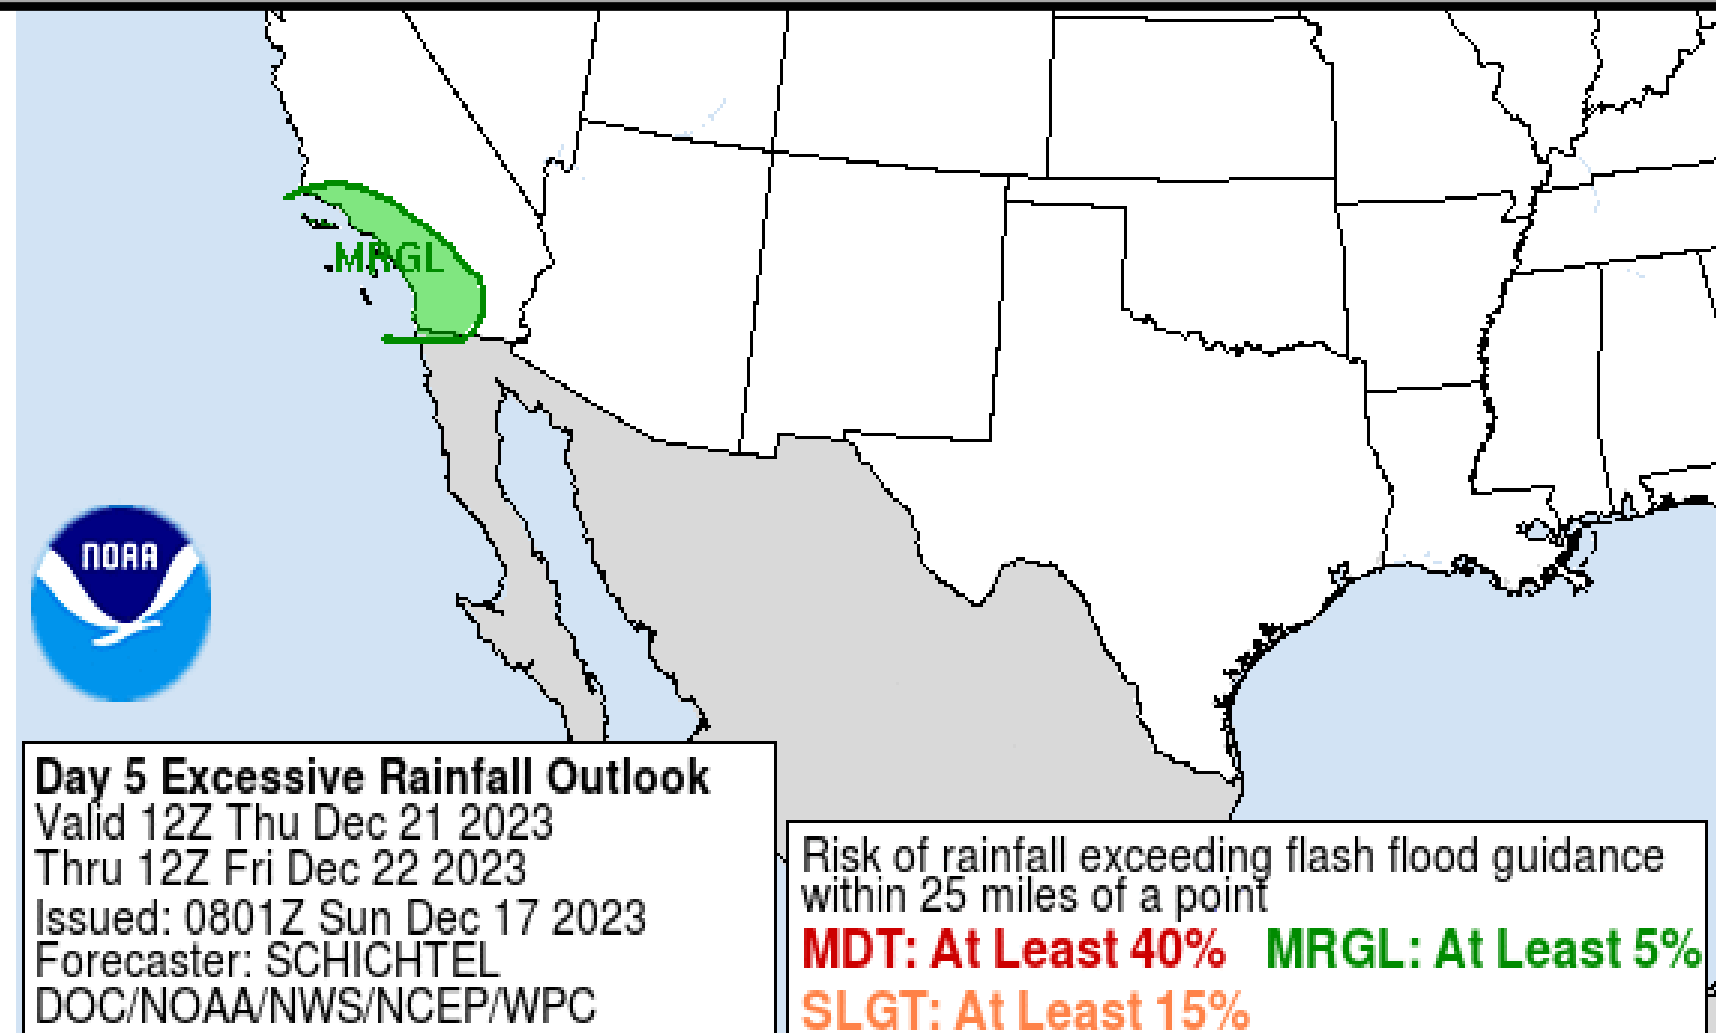 MRGL
NOAA
Day 5 Excessive Rainfall Outlook
Valid 12Z Thu Dec 21 2023
Thru 12Z Fri Dec 22 2023
Issued: 0801Z Sun Dec 17 2023
Forecaster: SCHICHTEL
DOC/NOAA/NWS/NCEP/WPC
Risk of rainfall exceeding flash flood guidance
within 25 miles of a point
MDT: At Least 40% MRGL: At Least 5%
SLGT: At Least 15%